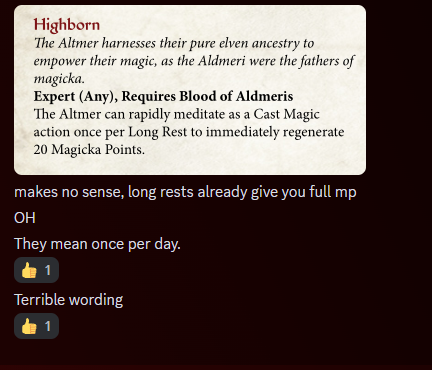 Highborn
The Altmer harnesses their pure elven ancestry to
empower their magic, as the Aldmeri were the fathers of
magicka.
Expert (Any), Requires Blood of Aldmeris
The Altmer can rapidly meditate as a Cast Magic
action once per Long Rest to immediately regenerate
20 Magicka Points.
makes no sense, long rests already give you full mp
OH
They mean once per day.
👍 1
Terrible wording
👍 1